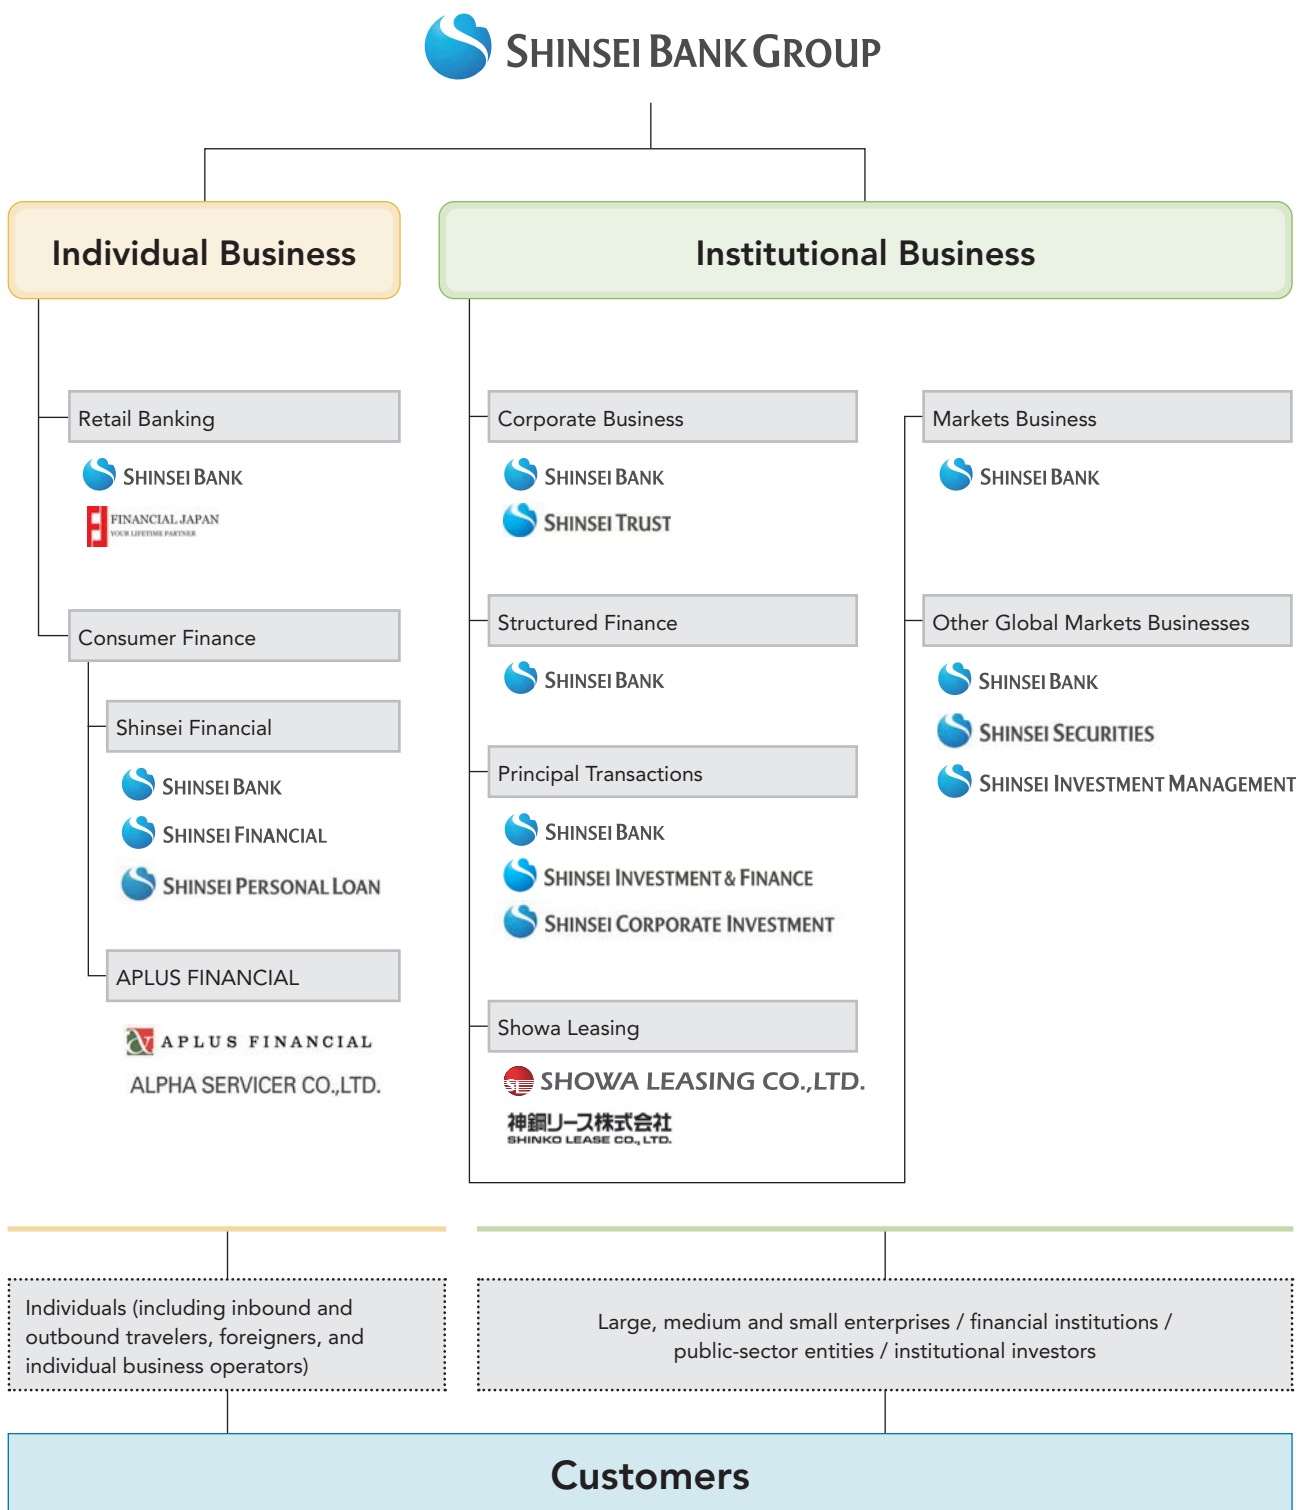 SHINSEI BANK GROUP
Individual Business
Institutional Business
Retail Banking
SHINSEI BANK
FINANCIAL JAPAN
YOUR LIFETIME PARTNER
Consumer Finance
Shinsei Financial
SHINSEI BANK
SHINSEI FINANCIAL
SHINSEI PERSONAL LOAN
APLUS FINANCIAL
APLUS FINANCIAL
ALPHA SERVICER CO.,LTD.
Corporate Business
SHINSEI BANK
SHINSEI TRUST
Structured Finance
SHINSEI BANK
Principal Transactions
SHINSEI BANK
SHINSEI INVESTMENT & FINANCE
SHINSEI CORPORATE INVESTMENT
Showa Leasing
SL SHOWA LEASING CO.,LTD.
神鋼リース株式会社
SHINKO LEASE CO., LTD.
Markets Business
SHINSEI BANK
Other Global Markets Businesses
SHINSEI BANK
SHINSEI SECURITIES
SHINSEI INVESTMENT MANAGEMENT
Individuals (including inbound and
outbound travelers, foreigners, and
individual business operators)
Large, medium and small enterprises / financial institutions /
public-sector entities / institutional investors
Customers